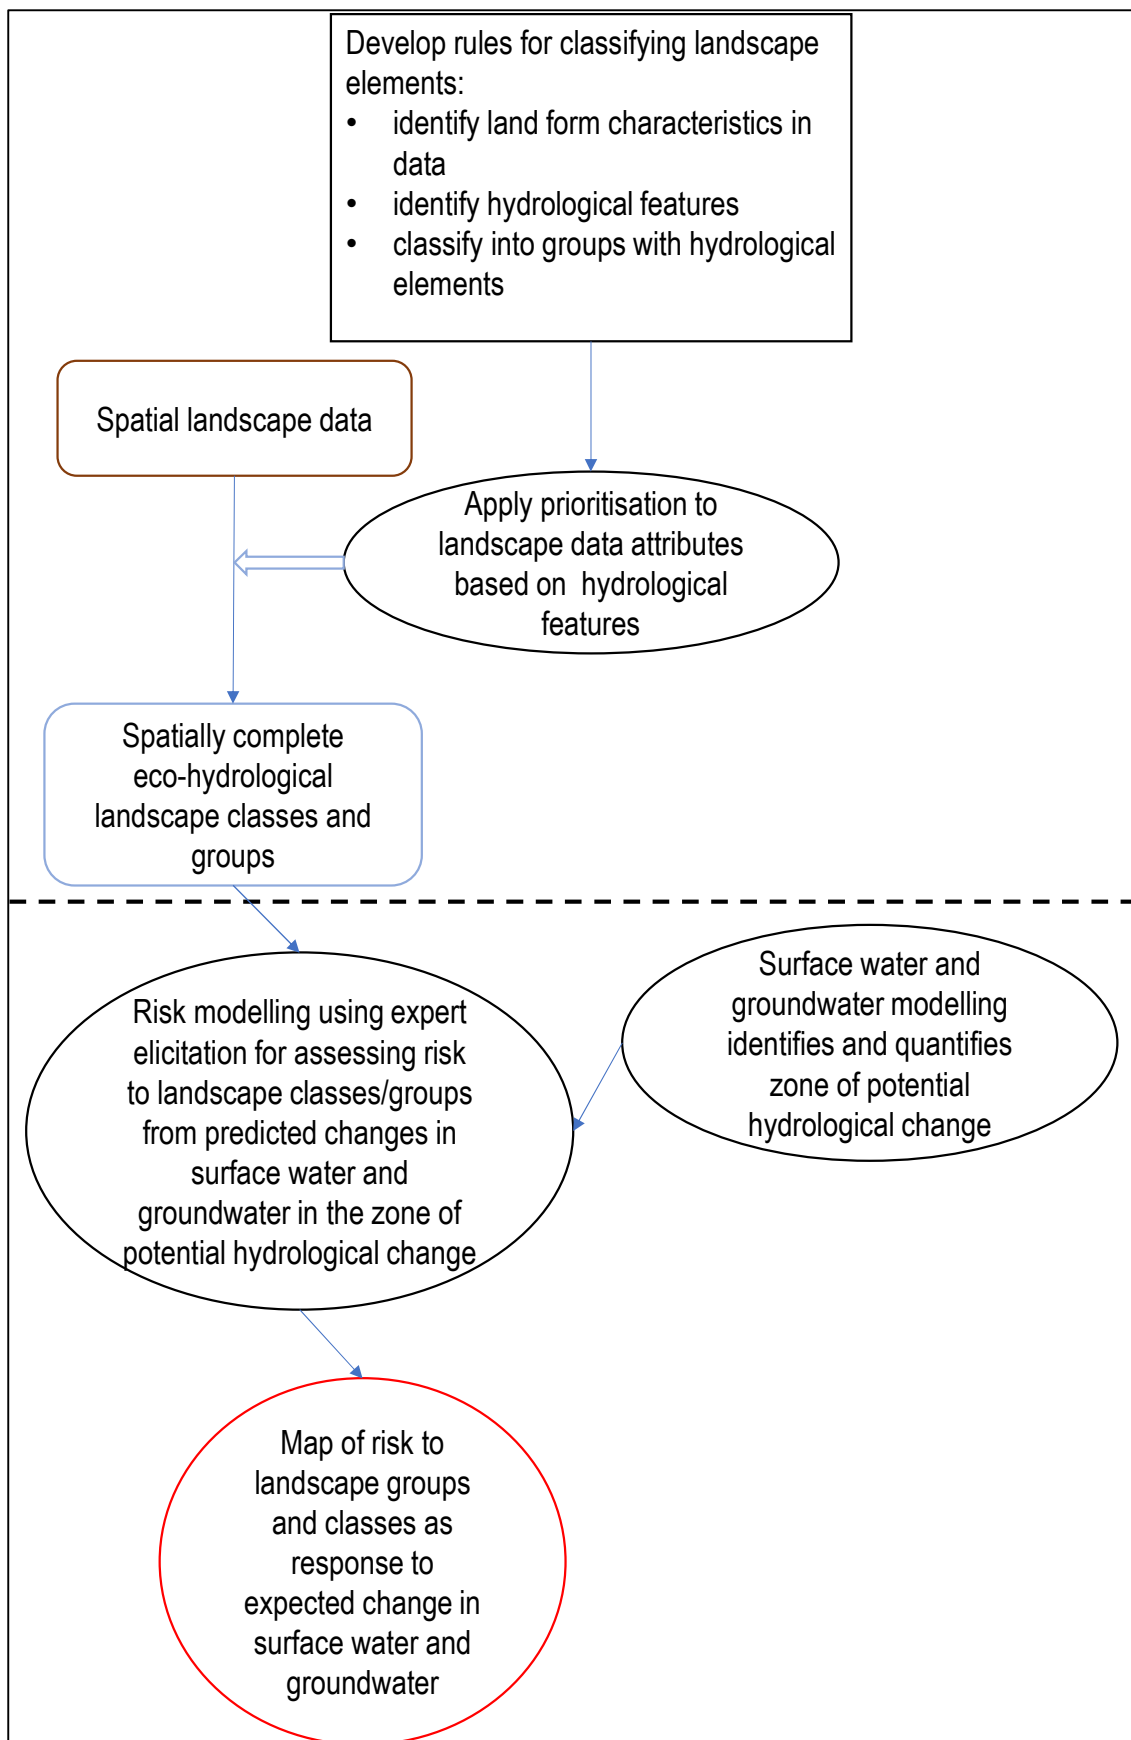 Develop rules for classifying landscape
elements:
• identify land form characteristics in
data
• identify hydrological features
• classify into groups with hydrological
elements
Spatial landscape data
Apply prioritisation to
landscape data attributes
based on hydrological
features
Spatially complete
eco-hydrological
landscape classes and
groups
Surface water and
groundwater modelling
identifies and quantifies
zone of potential
hydrological change
Risk modelling using expert
elicitation for assessing risk
to landscape classes/groups
from predicted changes in
surface water and
groundwater in the zone of
potential hydrological change
Map of risk to
landscape groups
and classes as
response to
expected change in
surface water and
groundwater